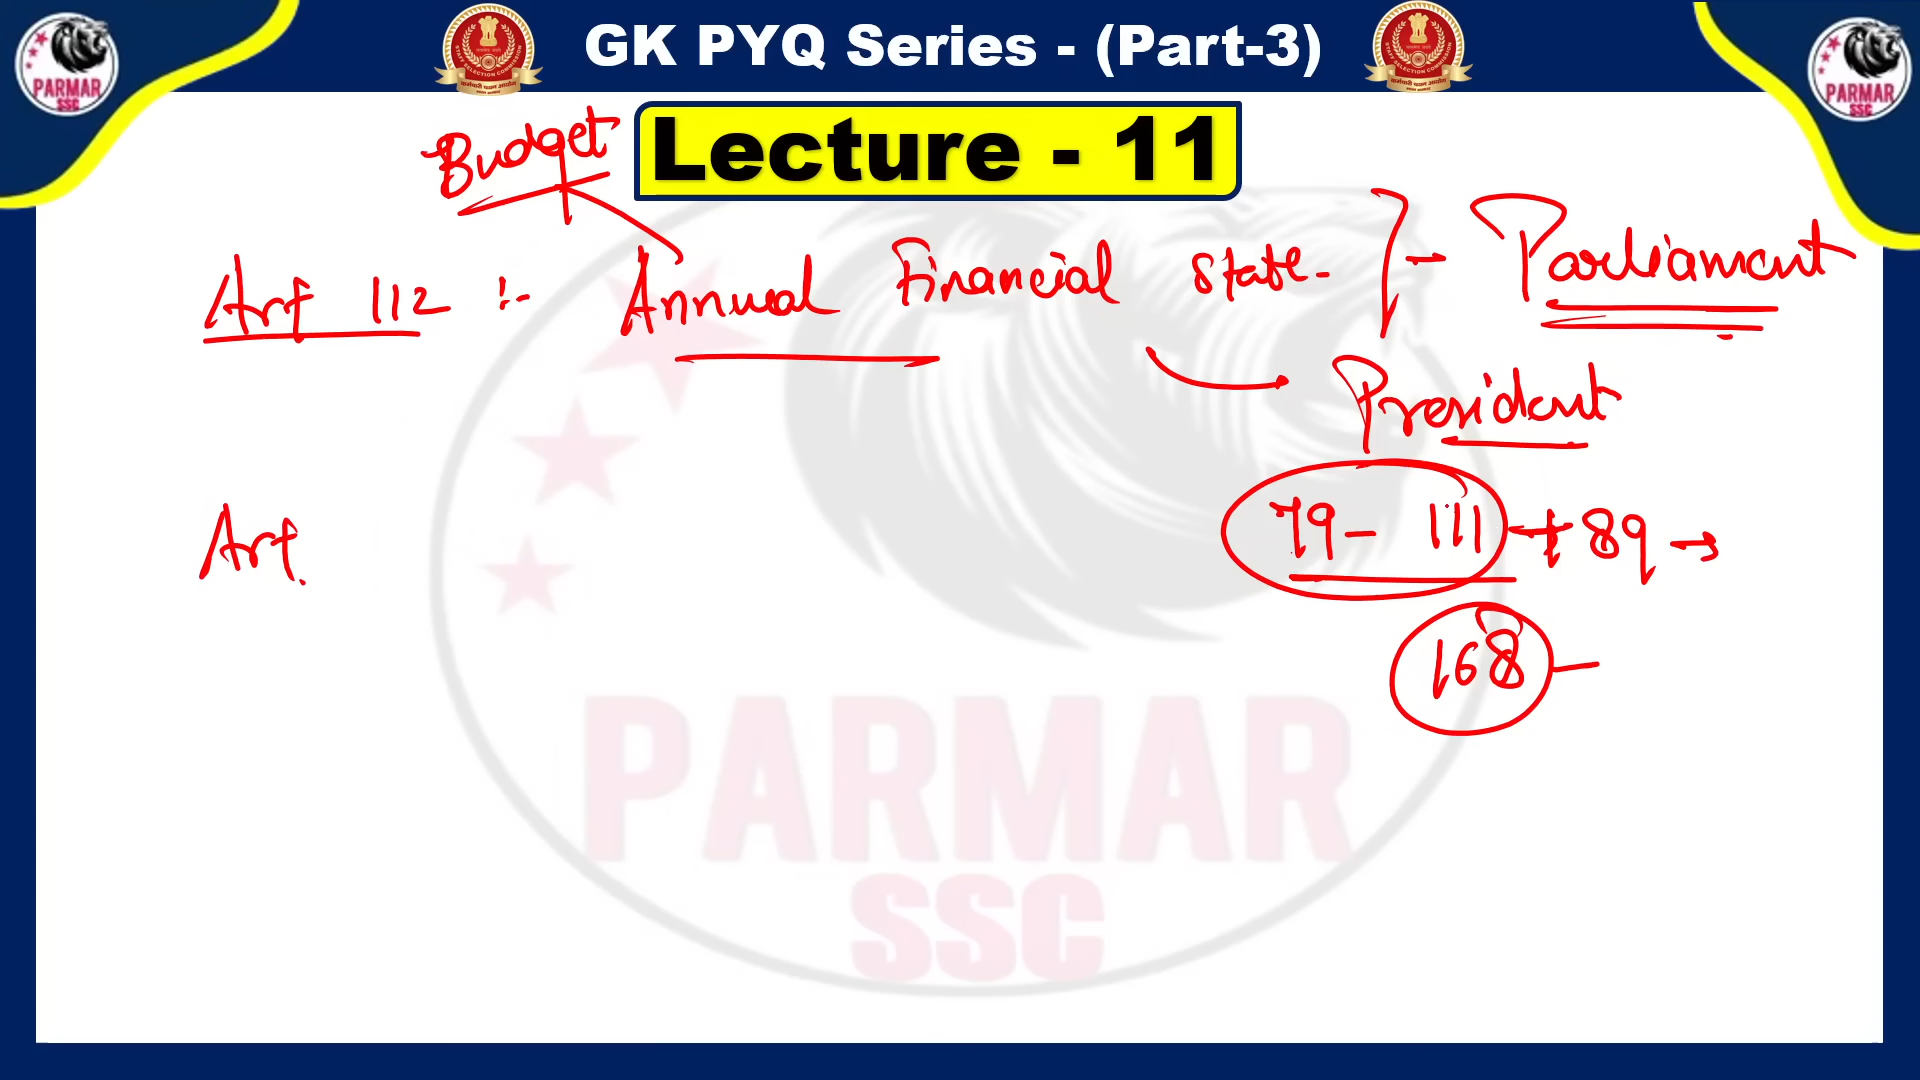 GK PYQ Series - (Part-3)
PARMAR
SSC
PARMAR
SSC
Lecture - 11
Budget
Art 112 :- Annual Financial State. } - Parliament
President
79 - 111 + 89 →
Art.
168 -
PARMAR
SSC